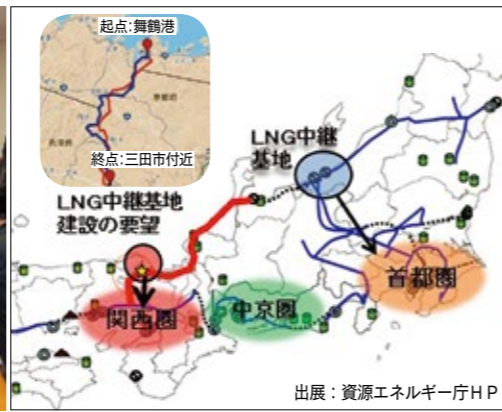 起点:舞鶴港
終点:三田市付近
LNG中継
基地
LNG中継基地
建設の要望
首都圏
中京圏
関西圏
出展：資源エネルギー庁HP